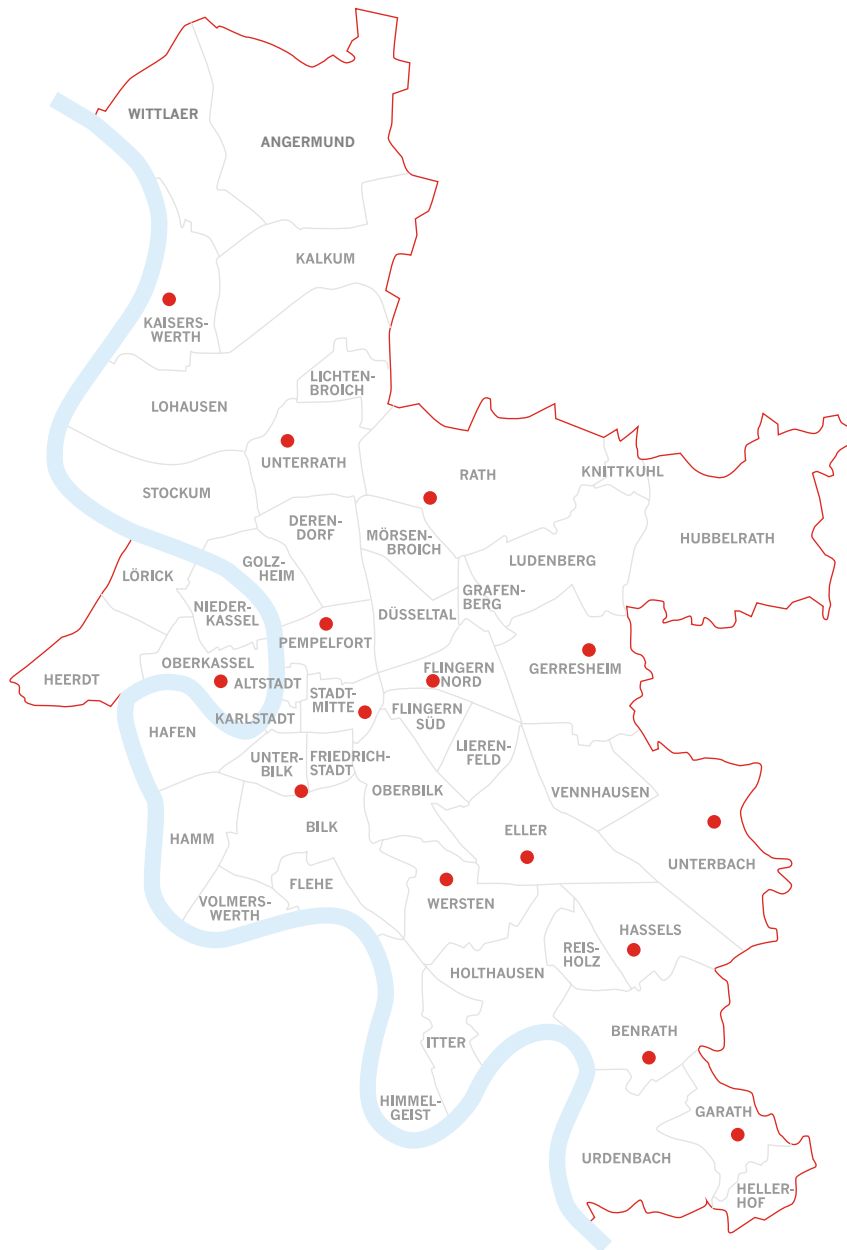 WITTLAER
ANGERMUND
KALKUM
KAISERS-
WERTH
LICHTEN-
BROICH
LOHAUSEN
UNTERRATH
RATH
KNITTKUHL
STOCKUM
DEREN-
DORF
MÖRSEN-
BROICH
HUBBELRATH
LUDENBERG
GOLZ-
HEIM
LÖRICK
GRAFEN-
BERG
NIEDER-
KASSEL
DÜSSELTAL
PEMPELFORT
OBERKASSEL
FLINGERN
NORD
GERRESHEIM
HEERDT
ALTSTADT
STADT-
MITTE
FLINGERN
SÜD
KARLSTADT
HAFEN
LIEREN-
FELD
UNTER-
BILK
FRIEDRICH-
STADT
OBERBILK
VENNHAUSEN
BILK
ELLER
HAMM
UNTERBACH
FLEHE
VOLMERS-
WERTH
WERSTEN
HASSELS
REIS-
HOLZ
HOLTHAUSEN
BENRATH
ITTER
HIMMEL-
GEIST
GARATH
URDENBACH
HELLER-
HOF